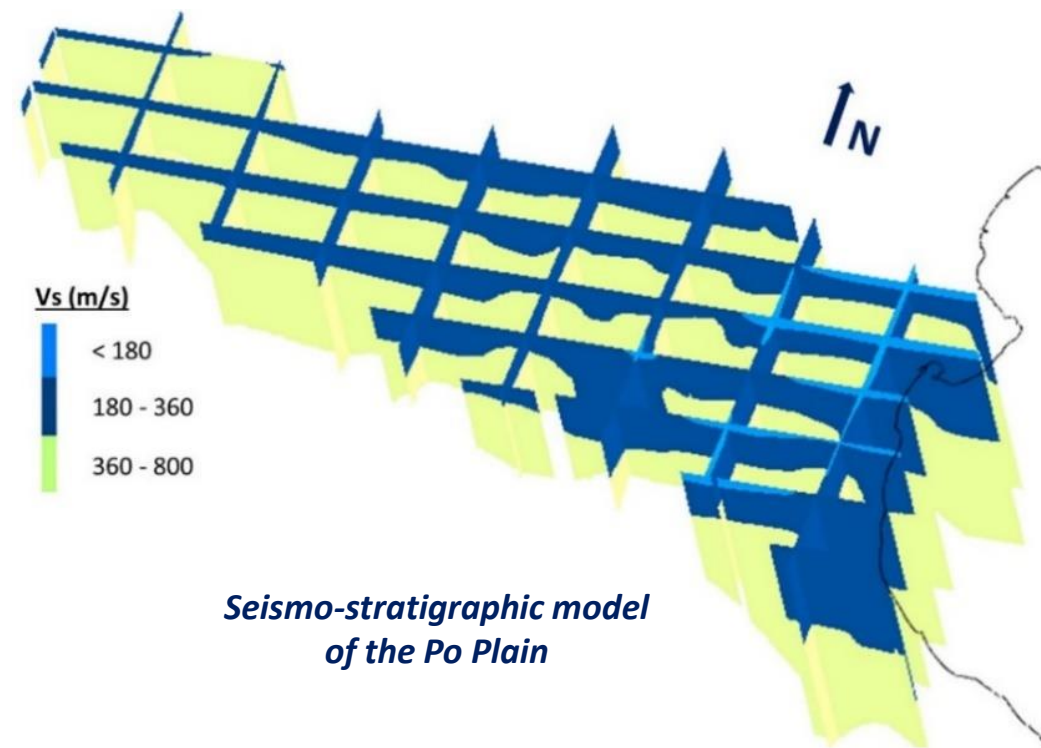 N
Vs (m/s)
< 180
180 - 360
360 - 800
Seismo-stratigraphic model
of the Po Plain